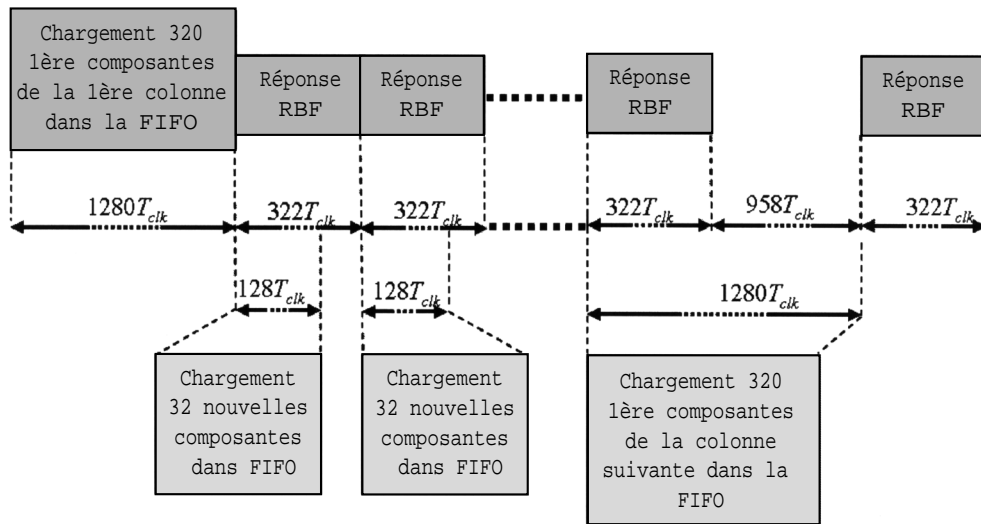 Chargement 320
1ère composantes
de la 1ère colonne
dans la FIFO
Réponse
RBF
Réponse
RBF
Réponse
RBF
Réponse
RBF
1280T_clk
322T_clk
322T_clk
322T_clk
958T_clk
322T_clk
128T_clk
128T_clk
1280T_clk
Chargement
32 nouvelles
composantes
dans FIFO
Chargement
32 nouvelles
composantes
dans FIFO
Chargement 320
1ère composantes
de la colonne
suivante dans la
FIFO